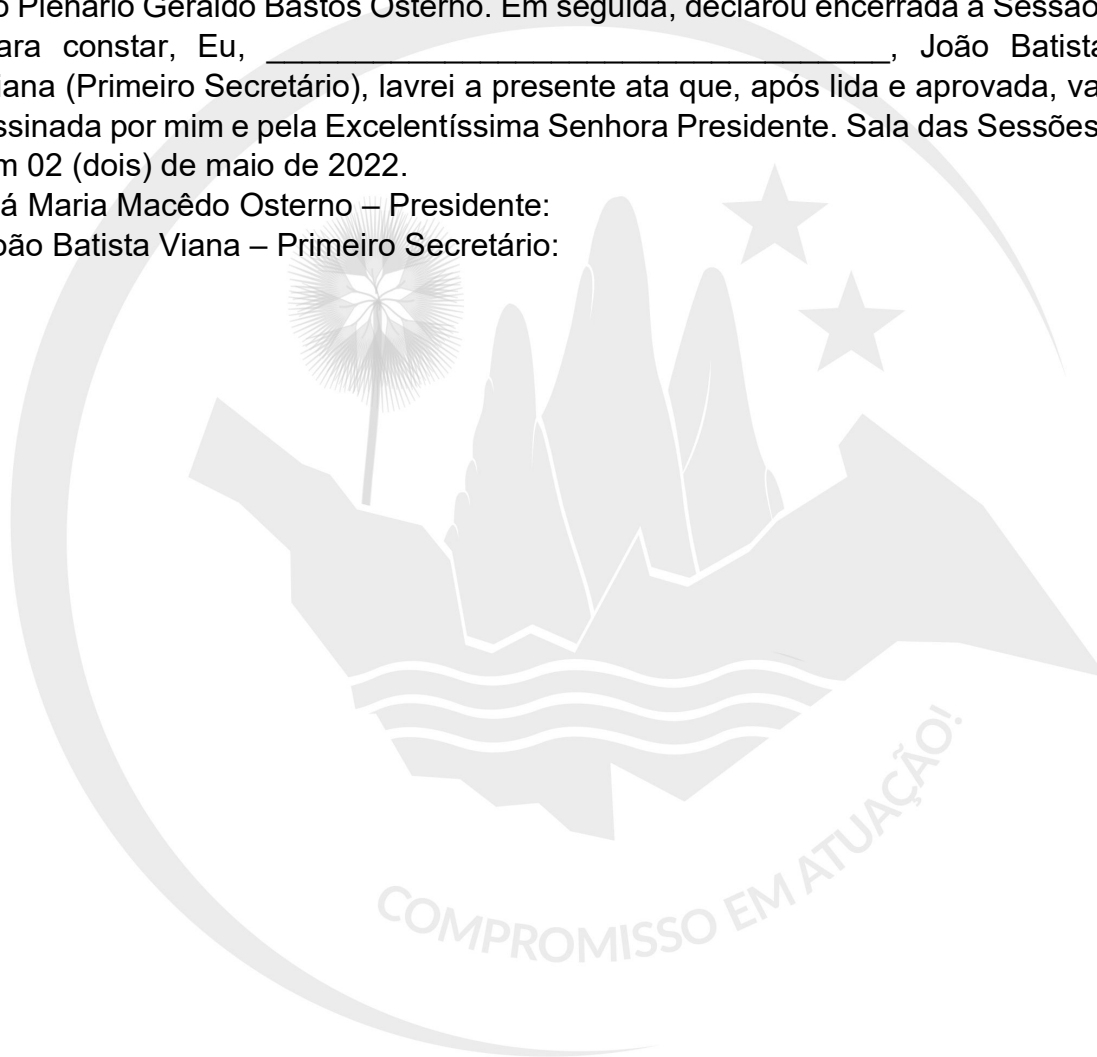 o Plenário Geraldo Bastos Osterno. Em seguida, declarou encerrada a Sessão
ara constar, Eu, ___________________________________, João Batista
iana (Primeiro Secretário), lavrei a presente ata que, após lida e aprovada, va
ssinada por mim e pela Excelentíssima Senhora Presidente. Sala das Sessões
m 02 (dois) de maio de 2022.
á Maria Macêdo Osterno – Presidente:
oão Batista Viana – Primeiro Secretário:
COMPROMISSO EM ATUAÇÃO!